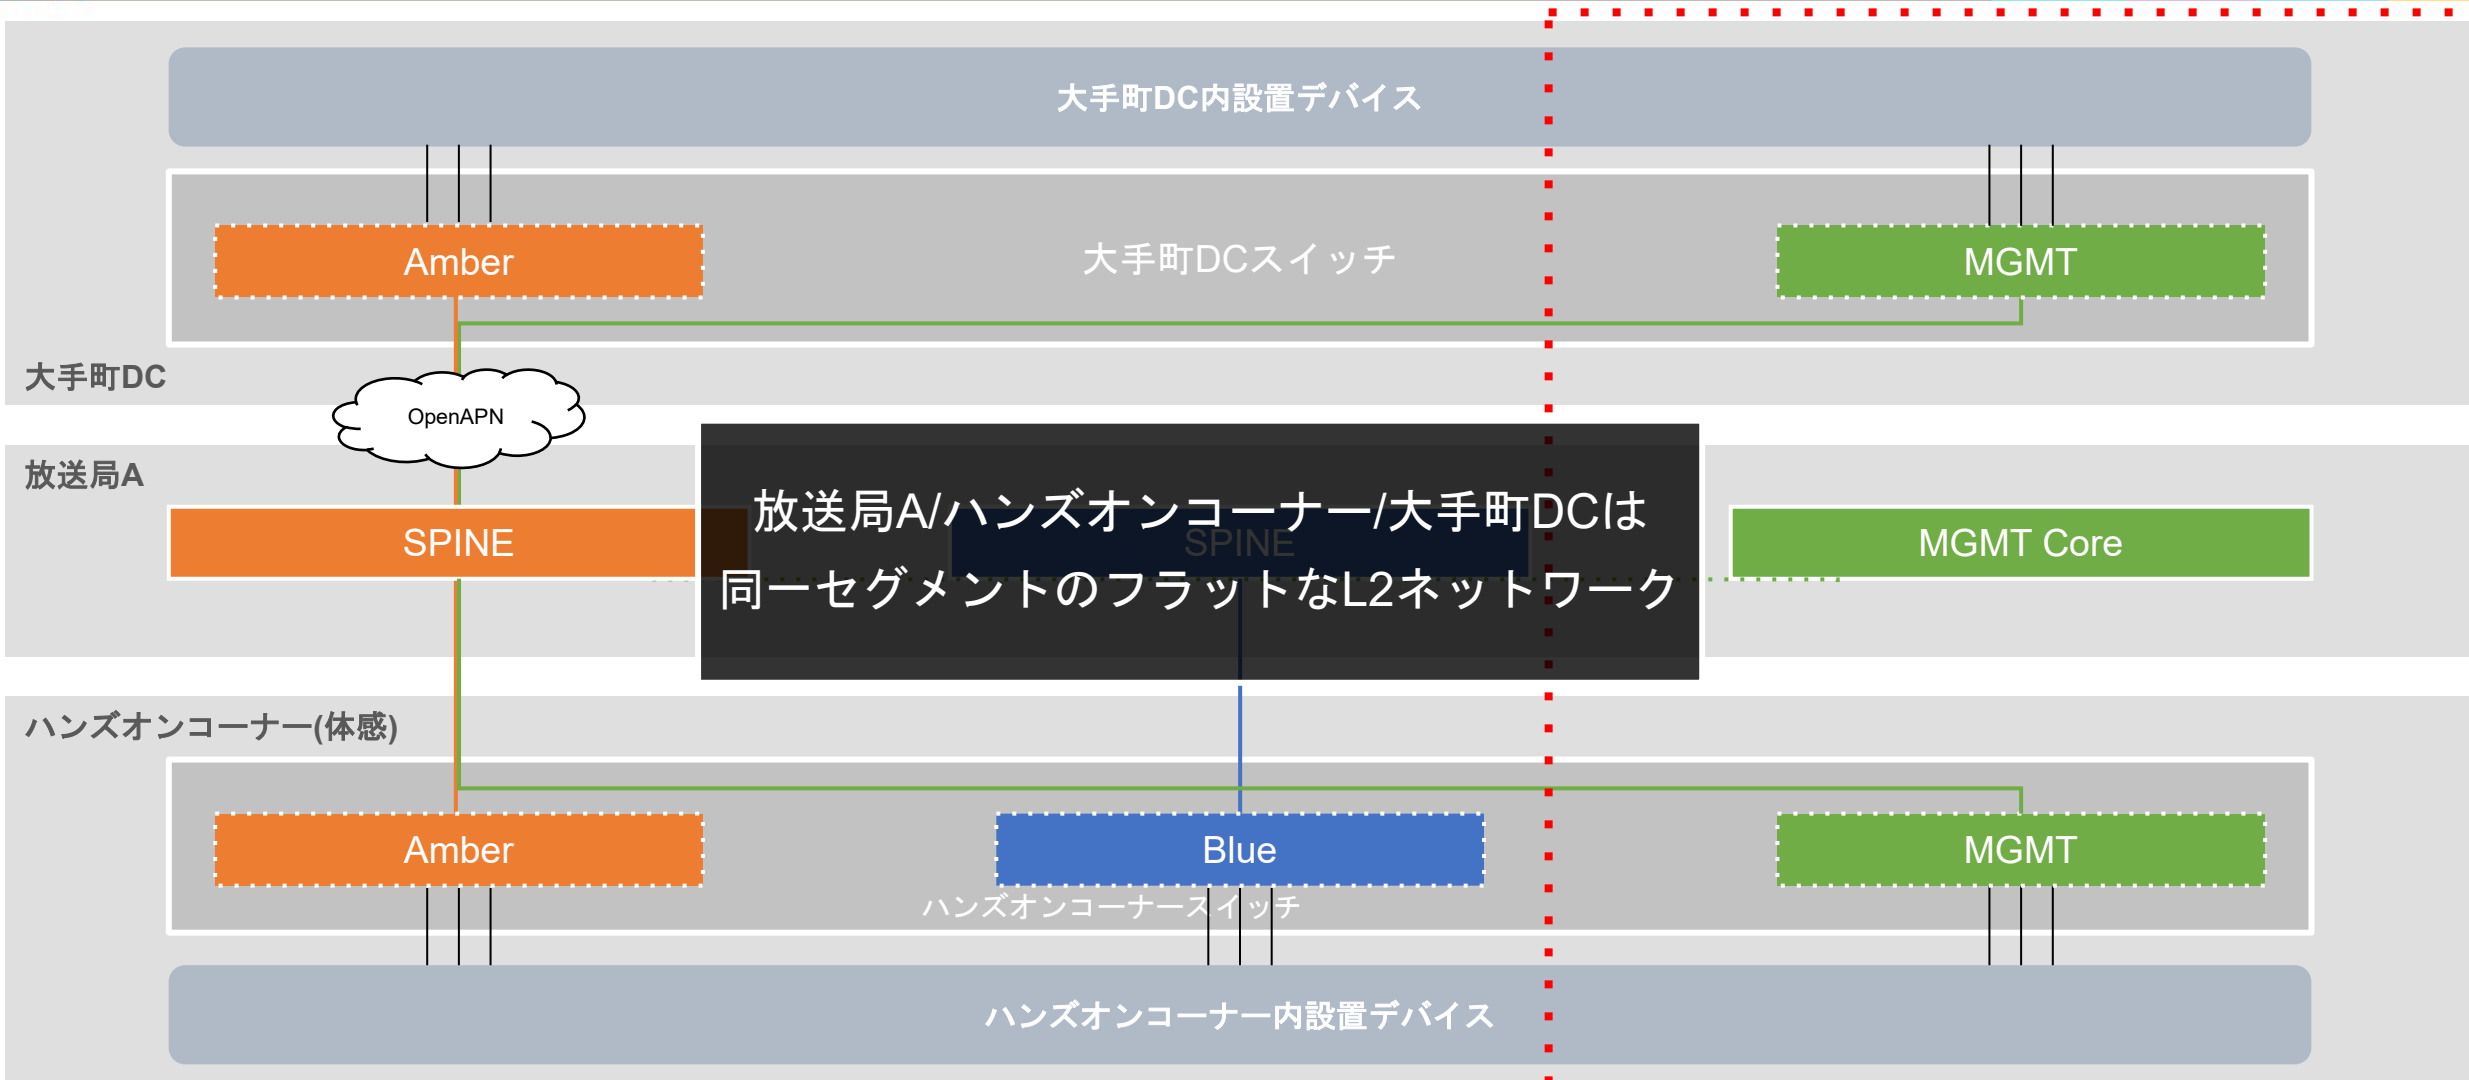 大手町DC内設置デバイス
Amber
大手町DCスイッチ
MGMT
大手町DC
OpenAPN
放送局A
放送局A/ハンズオンコーナー/大手町DCは
同一セグメントのフラットなL2ネットワーク
SPINE
SPINE
MGMT Core
ハンズオンコーナー(体感)
Amber
Blue
MGMT
ハンズオンコーナースイッチ
ハンズオンコーナー内設置デバイス